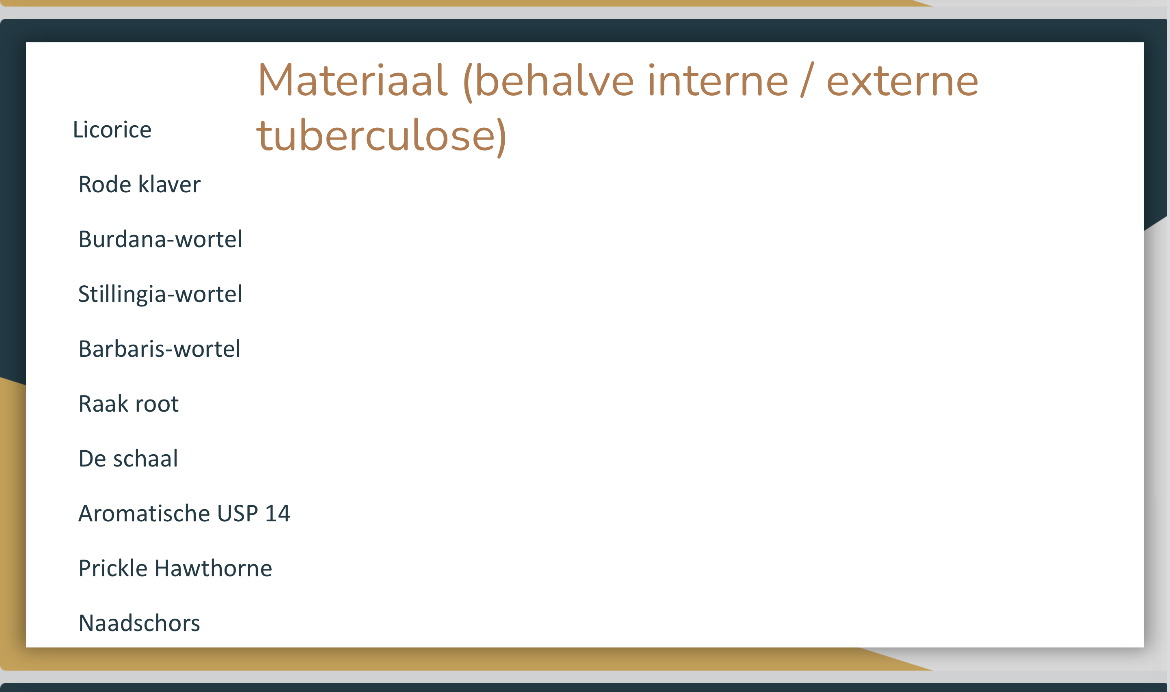 Materiaal (behalve interne / externe
tuberculose)
Licorice
Rode klaver
Burdana-wortel
Stillingia-wortel
Barbaris-wortel
Raak root
De schaal
Aromatische USP 14
Prickle Hawthorne
Naadschors